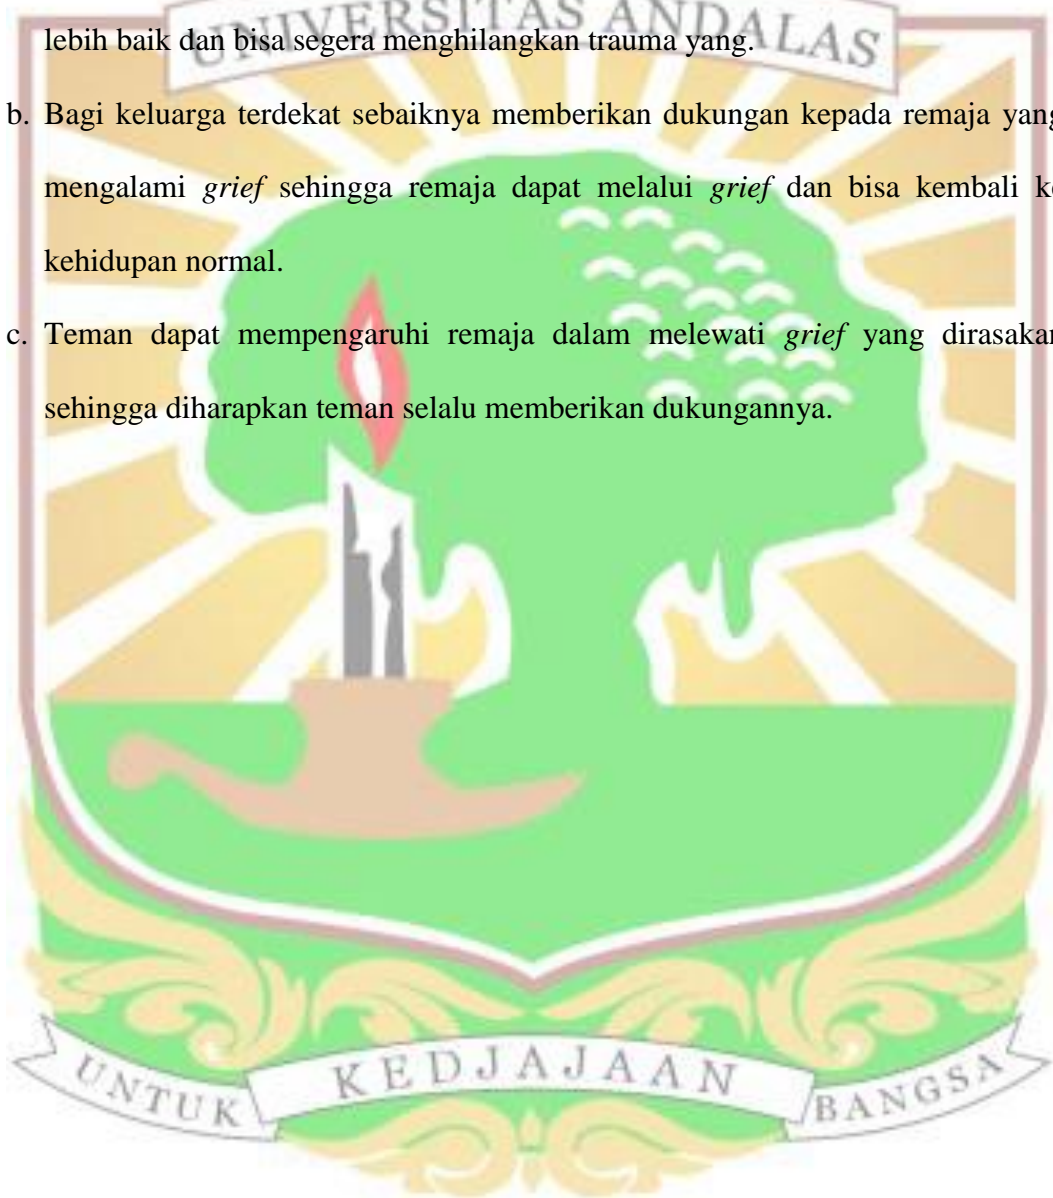 UNIVERSITAS ANDALAS
lebih baik dan bisa segera menghilangkan trauma yang.
b. Bagi keluarga terdekat sebaiknya memberikan dukungan kepada remaja yang
mengalami grief sehingga remaja dapat melalui grief dan bisa kembali ke
kehidupan normal.
c. Teman dapat mempengaruhi remaja dalam melewati grief yang dirasakan
sehingga diharapkan teman selalu memberikan dukungannya.
UNTUK KEDJAJAAN BANGSA